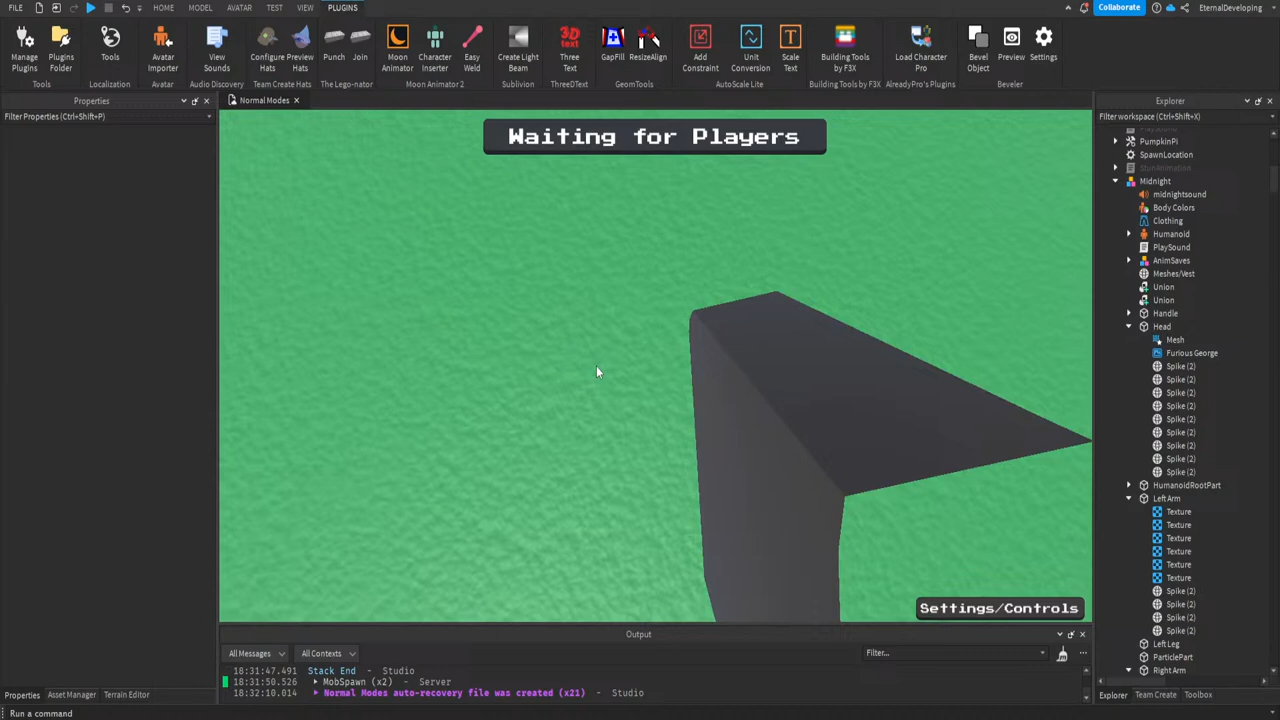 FILE HOME MODEL AVATAR TEST VIEW PLUGINS Collaborate EternalDeveloping
Manage Plugins
Plugins Folder
Tools
Avatar Importer
View Sounds
Configure Hats
Preview Hats
Punch
Join
Moon Animator
Character Inserter
Easy Weld
Create Light Beam
Three Text
GapFill
ResizeAlign
Add Constraint
Unit Conversion
Scale Text
Building Tools by F3X
Load Character Pro
Bevel Object
Preview
Settings
Tools Localization Avatar Audio Discovery Team Create Hats The Lego-nator Moon Animator 2 Sublivion ThreeDText GeomTools AutoScale Lite Building Tools by F3X AlreadyPro's Plugins Beveler
Properties
Filter Properties (Ctrl+Shift+P)
Normal Modes
Waiting for Players
Settings/Controls
Explorer
Filter workspace (Ctrl+Shift+X)
PumpkinPi
SpawnLocation
StunAnimation
Midnight
midnightsound
Body Colors
Clothing
Humanoid
PlaySound
AnimSaves
Meshes/Vest
Union
Union
Handle
Head
Mesh
Furious George
Spike (2)
Spike (2)
Spike (2)
Spike (2)
Spike (2)
Spike (2)
Spike (2)
Spike (2)
Spike (2)
HumanoidRootPart
Left Arm
Texture
Texture
Texture
Texture
Texture
Texture
Spike (2)
Spike (2)
Spike (2)
Spike (2)
Left Leg
ParticlePart
Right Arm
Output
All Messages All Contexts Filter...
18:31:47.491 Stack End - Studio
18:31:50.526 MobSpawn (x2) - Server
18:32:10.014 Normal Modes auto-recovery file was created (x21) - Studio
Properties Asset Manager Terrain Editor
Explorer Team Create Toolbox
Run a command